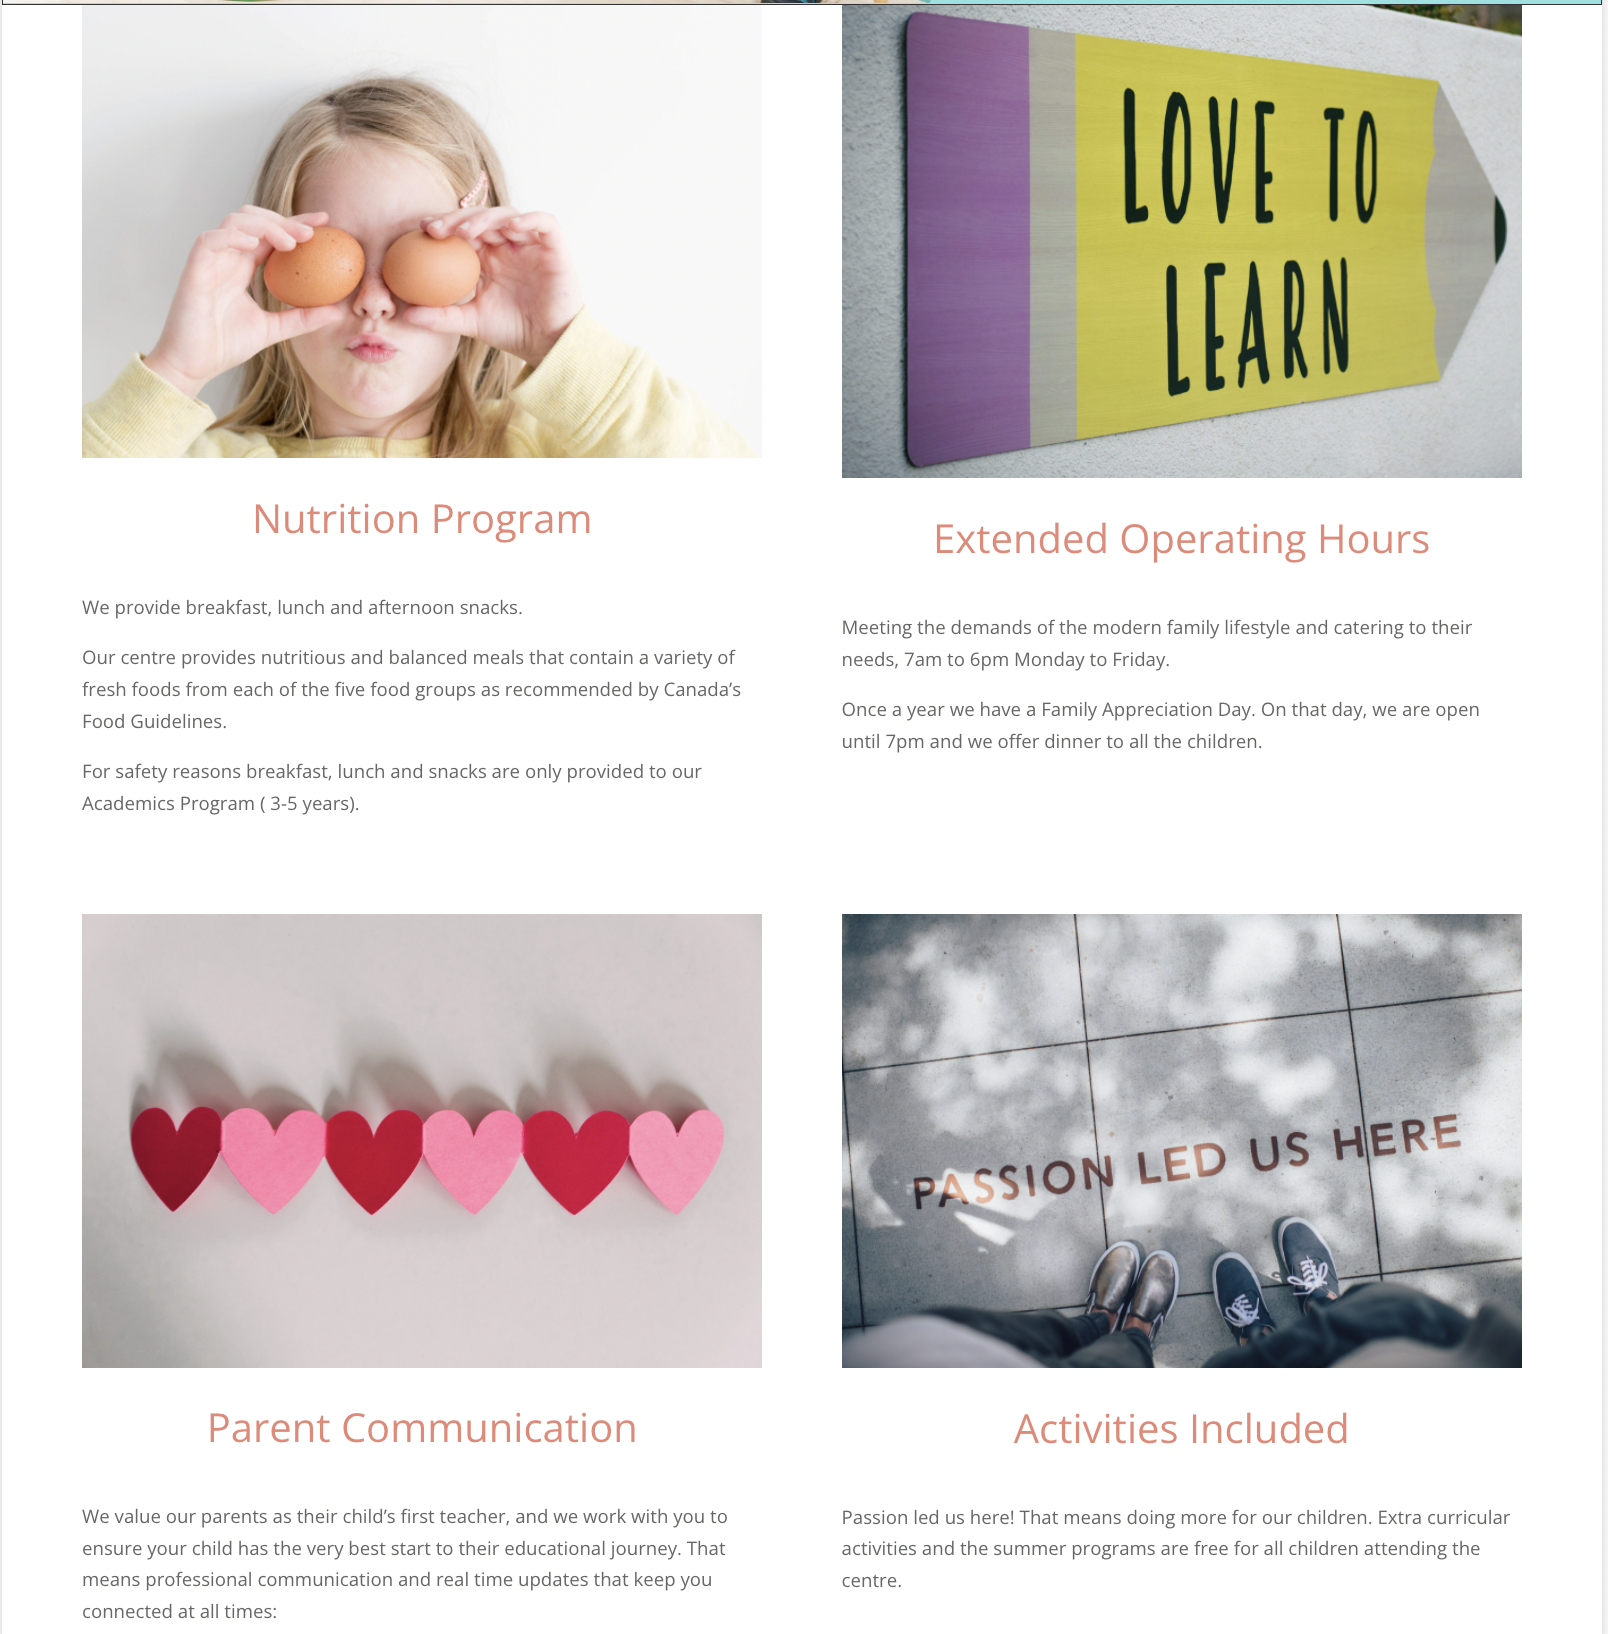 LOVE TO
LEARN
Nutrition Program
We provide breakfast, lunch and afternoon snacks.
Our centre provides nutritious and balanced meals that contain a variety of
fresh foods from each of the five food groups as recommended by Canada’s
Food Guidelines.
For safety reasons breakfast, lunch and snacks are only provided to our
Academics Program ( 3-5 years).
Extended Operating Hours
Meeting the demands of the modern family lifestyle and catering to their
needs, 7am to 6pm Monday to Friday.
Once a year we have a Family Appreciation Day. On that day, we are open
until 7pm and we offer dinner to all the children.
PASSION LED US HERE
Parent Communication
We value our parents as their child’s first teacher, and we work with you to
ensure your child has the very best start to their educational journey. That
means professional communication and real time updates that keep you
connected at all times:
Activities Included
Passion led us here! That means doing more for our children. Extra curricular
activities and the summer programs are free for all children attending the
centre.